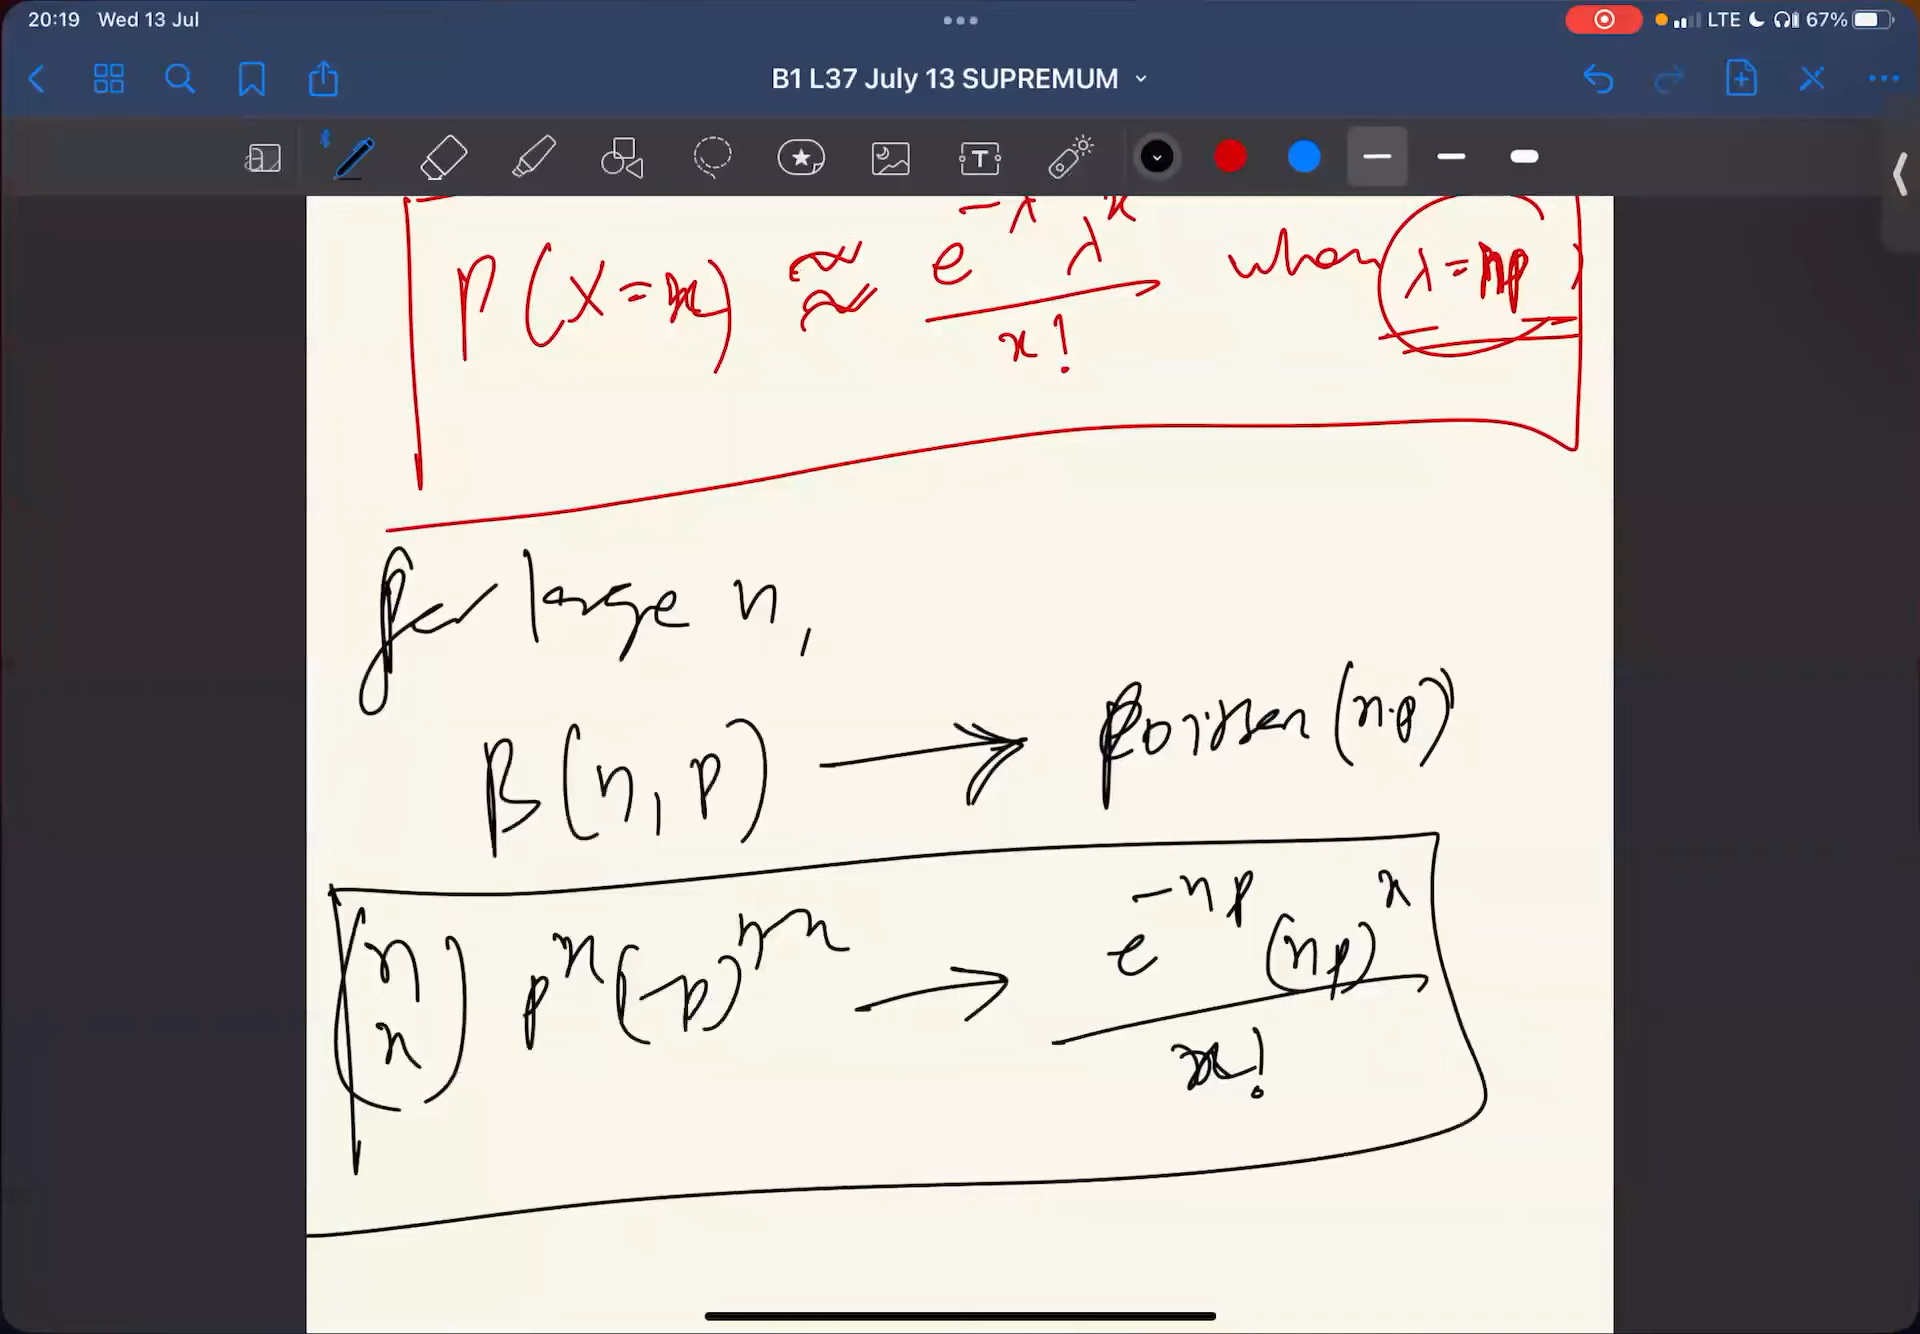 20:19 Wed 13 Jul
LTE 67%
B1 L37 July 13 SUPREMUM
P(X=x) ≈ e^{-λ} λ^x / x! when λ=np
for large n,
B(n, p) → poisson (n.p)
(n x) p^x (-p)^{n-x} → e^{-np} (np)^x / x!